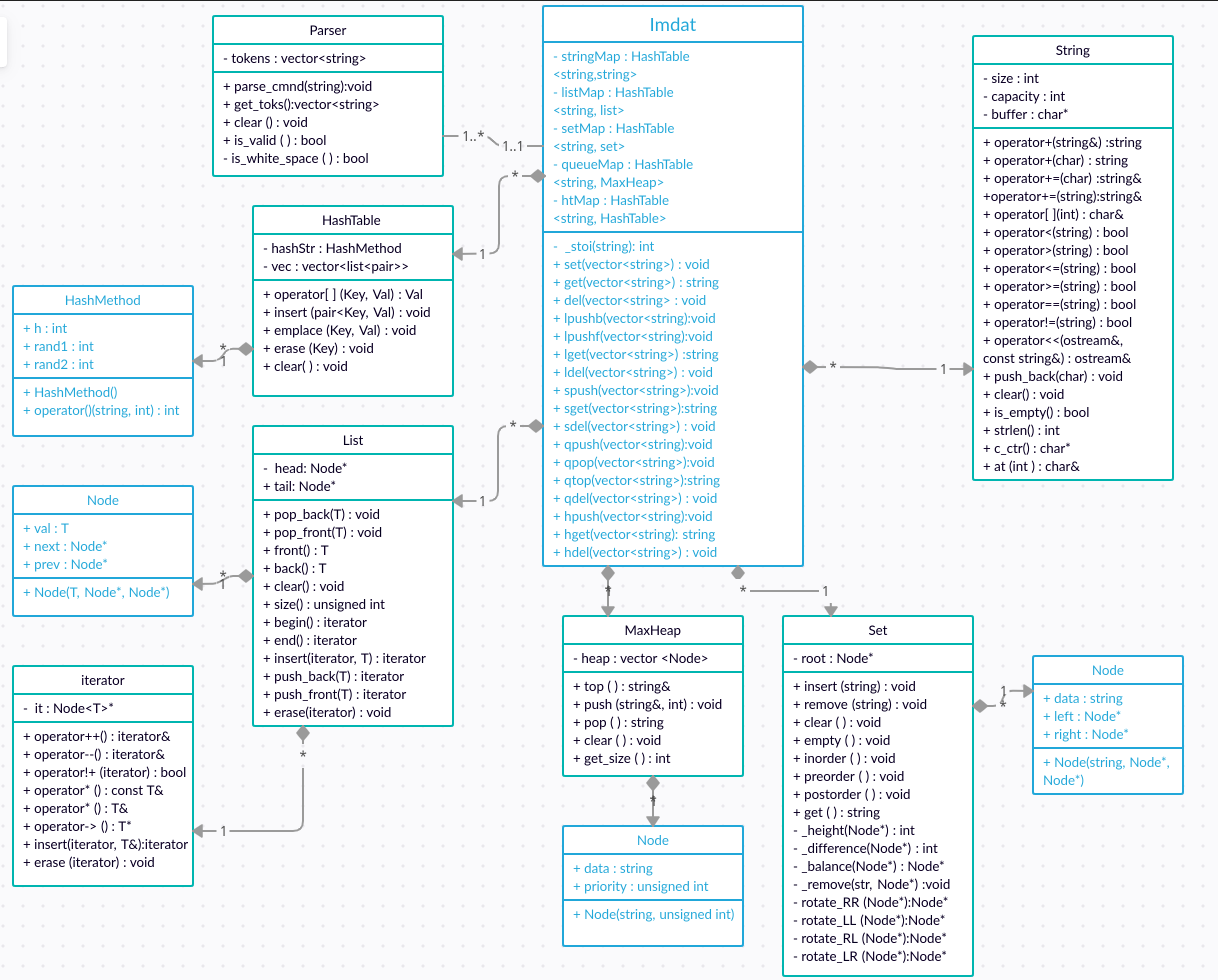 Parser
- tokens : vector<string>
+ parse_cmnd(string):void
+ get_toks():vector<string>
+ clear () : void
+ is_valid ( ) : bool
- is_white_space ( ) : bool
1..*
1..1
Imdat
- stringMap : HashTable
<string,string>
- listMap : HashTable
<string, list>
- setMap : HashTable
<string, set>
- queueMap : HashTable
<string, MaxHeap>
- htMap : HashTable
<string, HashTable>
- _stoi(string): int
+ set(vector<string>) : void
+ get(vector<string>) : string
+ del(vector<string> : void
+ lpushb(vector<string):void
+ lpushf(vector<string):void
+ lget(vector<string>) :string
+ ldel(vector<string>) : void
+ spush(vector<string>):void
+ sget(vector<string>):string
+ sdel(vector<string>) : void
+ qpush(vector<string):void
+ qpop(vector<string>):void
+ qtop(vector<string>):string
+ qdel(vector<string>) : void
+ hpush(vector<string):void
+ hget(vector<string): string
+ hdel(vector<string>) : void
String
- size : int
- capacity : int
- buffer : char*
+ operator+(string&) :string
+ operator+(char) : string
+ operator+=(char) :string&
+operator+=(string):string&
+ operator[ ](int) : char&
+ operator<(string) : bool
+ operator>(string) : bool
+ operator<=(string) : bool
+ operator>=(string) : bool
+ operator==(string) : bool
+ operator!=(string) : bool
+ operator<<(ostream&,
const string&) : ostream&
+ push_back(char) : void
+ clear() : void
+ is_empty() : bool
+ strlen() : int
+ c_ctr() : char*
+ at (int ) : char&
*
1
HashTable
- hashStr : HashMethod
- vec : vector<list<pair>>
+ operator[ ] (Key, Val) : Val
+ insert (pair<Key, Val) : void
+ emplace (Key, Val) : void
+ erase (Key) : void
+ clear( ) : void
*
1
HashMethod
+ h : int
+ rand1 : int
+ rand2 : int
+ HashMethod()
+ operator()(string, int) : int
*
1
List
- head: Node*
+ tail: Node*
+ pop_back(T) : void
+ pop_front(T) : void
+ front() : T
+ back() : T
+ clear() : void
+ size() : unsigned int
+ begin() : iterator
+ end() : iterator
+ insert(iterator, T) : iterator
+ push_back(T) : iterator
+ push_front(T) : iterator
+ erase(iterator) : void
*
1
Node
+ val : T
+ next : Node*
+ prev : Node*
+ Node(T, Node*, Node*)
*
1
iterator
- it : Node<T>*
+ operator++() : iterator&
+ operator--() : iterator&
+ operator!+ (iterator) : bool
+ operator* () : const T&
+ operator* () : T&
+ operator-> () : T*
+ insert(iterator, T&):iterator
+ erase (iterator) : void
*
1
*
1
MaxHeap
- heap : vector <Node>
+ top ( ) : string&
+ push (string&, int) : void
+ pop ( ) : string
+ clear ( ) : void
+ get_size ( ) : int
Node
+ data : string
+ priority : unsigned int
+ Node(string, unsigned int)
*
1
Set
- root : Node*
+ insert (string) : void
+ remove (string) : void
+ clear ( ) : void
+ empty ( ) : void
+ inorder ( ) : void
+ preorder ( ) : void
+ postorder ( ) : void
+ get ( ) : string
- _height(Node*) : int
- _difference(Node*) : int
- _balance(Node*) : Node*
- _remove(str, Node*) :void
- rotate_RR (Node*):Node*
- rotate_LL (Node*):Node*
- rotate_RL (Node*):Node*
- rotate_LR (Node*):Node*
1
*
Node
+ data : string
+ left : Node*
+ right : Node*
+ Node(string, Node*,
Node*)